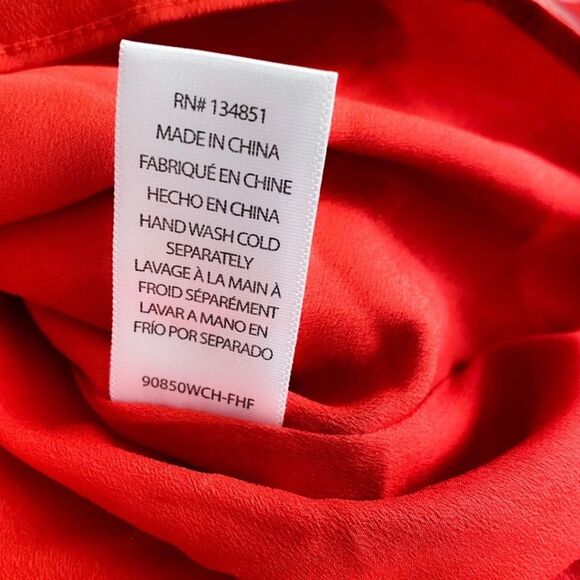 RN# 134851
MADE IN CHINA
FABRIQUÉ EN CHINE
HECHO EN CHINA
HAND WASH COLD
SEPARATELY
LAVAGE À LA MAIN À
FROID SÉPARÉMENT
LAVAR A MANO EN
FRÍO POR SEPARADO
90850WCH-FHF